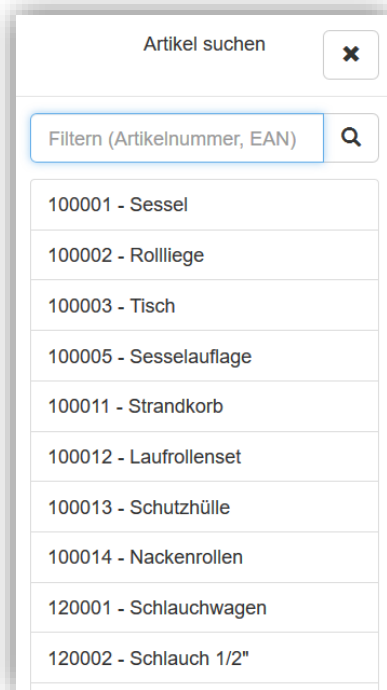 Artikel suchen
Filtern (Artikelnummer, EAN)
100001 - Sessel
100002 - Rollliege
100003 - Tisch
100005 - Sesselauflage
100011 - Strandkorb
100012 - Laufrollenset
100013 - Schutzhülle
100014 - Nackenrollen
120001 - Schlauchwagen
120002 - Schlauch 1/2"